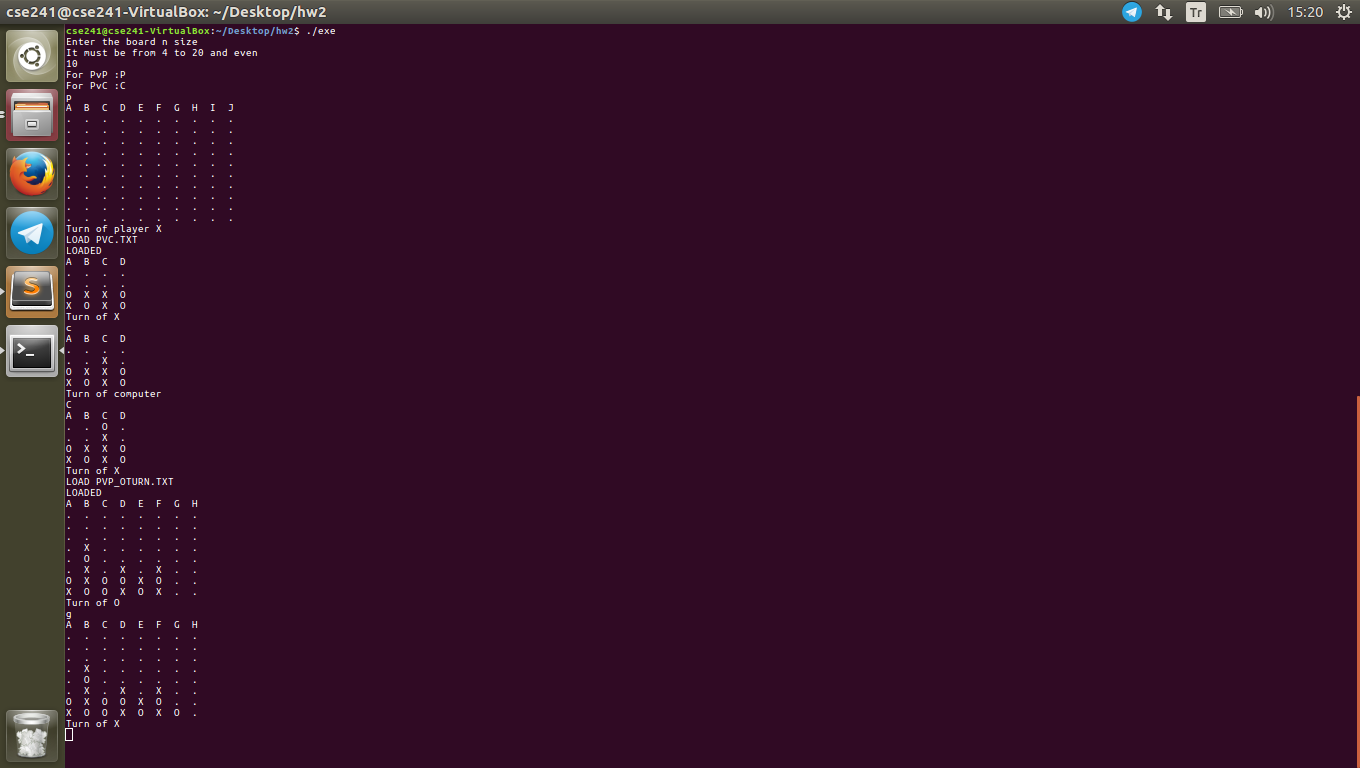 cse241@cse241-VirtualBox: ~/Desktop/hw2
Tr
15:20
cse241@cse241-VirtualBox:~/Desktop/hw2$ ./exe
Enter the board n size
It must be from 4 to 20 and even
10
For PvP :P
For PvC :C
p
A B C D E F G H I J
. . . . . . . . . .
. . . . . . . . . .
. . . . . . . . . .
. . . . . . . . . .
. . . . . . . . . .
. . . . . . . . . .
. . . . . . . . . .
. . . . . . . . . .
. . . . . . . . . .
. . . . . . . . . .
Turn of player X
LOAD PVC.TXT
LOADED
A B C D
. . . .
. . . .
O X X O
X O X O
Turn of X
c
A B C D
. . . .
. . X .
O X X O
X O X O
Turn of computer
C
A B C D
. . O .
. . X .
O X X O
X O X O
Turn of X
LOAD PVP_OTURN.TXT
LOADED
A B C D E F G H
. . . . . . . .
. . . . . . . .
. . . . . . . .
. X . . . . . .
. O . . . . . .
. X . X . X . .
O X O O X O . .
X O O X O X . .
Turn of O
g
A B C D E F G H
. . . . . . . .
. . . . . . . .
. . . . . . . .
. X . . . . . .
. O . . . . . .
. X . X . X . .
O X O O X O . .
X O O X O X O .
Turn of X